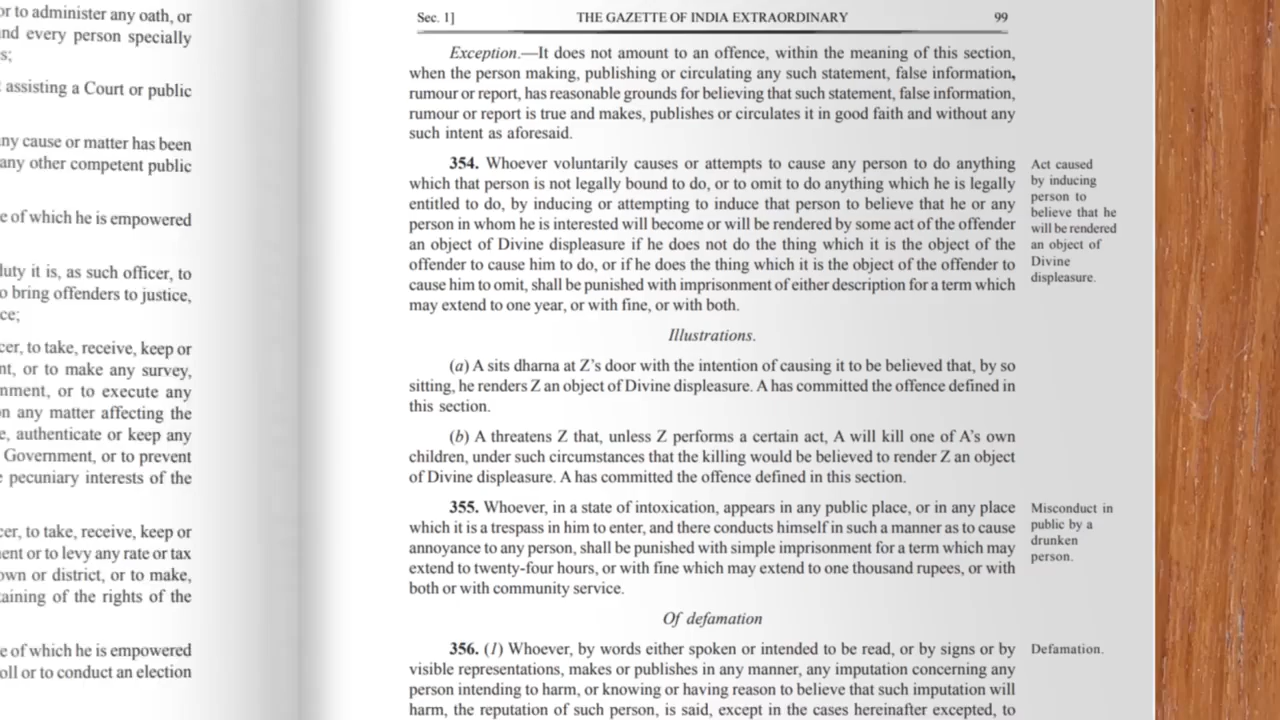 or to administer any oath, or
nd every person specially
s;
assisting a Court or public
ny cause or matter has been
any other competent public
e of which he is empowered
duty it is, as such officer, to
o bring offenders to justice,
ce;
cer, to take, receive, keep or
nt, or to make any survey,
nment, or to execute any
on any matter affecting the
e, authenticate or keep any
Government, or to prevent
pecuniary interests of the
cer, to take, receive, keep or
ent or to levy any rate or tax
own or district, or to make,
taining of the rights of the
e of which he is empowered
oll or to conduct an election
Sec. 1] THE GAZETTE OF INDIA EXTRAORDINARY 99
Exception.—It does not amount to an offence, within the meaning of this section,
when the person making, publishing or circulating any such statement, false information,
rumour or report, has reasonable grounds for believing that such statement, false information,
rumour or report is true and makes, publishes or circulates it in good faith and without any
such intent as aforesaid.
354. Whoever voluntarily causes or attempts to cause any person to do anything
which that person is not legally bound to do, or to omit to do anything which he is legally
entitled to do, by inducing or attempting to induce that person to believe that he or any
person in whom he is interested will become or will be rendered by some act of the offender
an object of Divine displeasure if he does not do the thing which it is the object of the
offender to cause him to do, or if he does the thing which it is the object of the offender to
cause him to omit, shall be punished with imprisonment of either description for a term which
may extend to one year, or with fine, or with both.
Act caused
by inducing
person to
believe that he
will be rendered
an object of
Divine
displeasure.
Illustrations.
(a) A sits dharna at Z's door with the intention of causing it to be believed that, by so
sitting, he renders Z an object of Divine displeasure. A has committed the offence defined in
this section.
(b) A threatens Z that, unless Z performs a certain act, A will kill one of A's own
children, under such circumstances that the killing would be believed to render Z an object
of Divine displeasure. A has committed the offence defined in this section.
355. Whoever, in a state of intoxication, appears in any public place, or in any place
which it is a trespass in him to enter, and there conducts himself in such a manner as to cause
annoyance to any person, shall be punished with simple imprisonment for a term which may
extend to twenty-four hours, or with fine which may extend to one thousand rupees, or with
both or with community service.
Misconduct in
public by a
drunken
person.
Of defamation
356. (1) Whoever, by words either spoken or intended to be read, or by signs or by
visible representations, makes or publishes in any manner, any imputation concerning any
person intending to harm, or knowing or having reason to believe that such imputation will
harm, the reputation of such person, is said, except in the cases hereinafter excepted, to
Defamation.